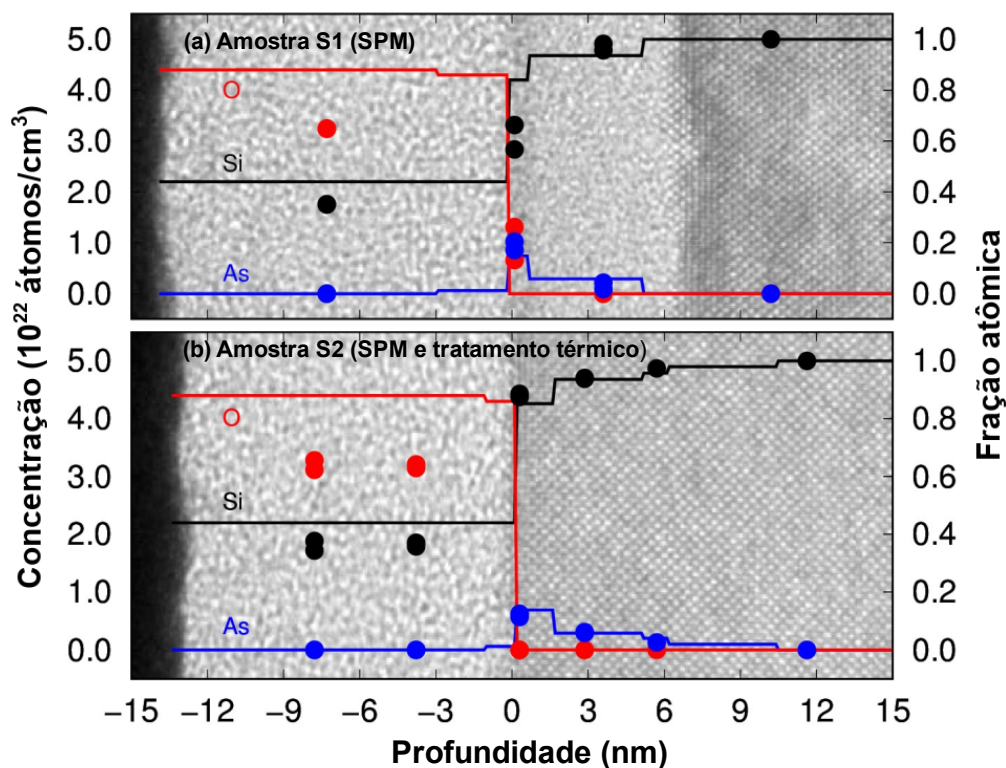 (a) Amostra S1 (SPM)
5.0
4.0
3.0
2.0
1.0
0.0
O
Si
As
1.0
0.8
0.6
0.4
0.2
0.0
(b) Amostra S2 (SPM e tratamento térmico)
5.0
4.0
3.0
2.0
1.0
0.0
O
Si
As
1.0
0.8
0.6
0.4
0.2
0.0
Concentração (10²² átomos/cm³)
Fração atômica
−15 −12 −9 −6 −3 0 3 6 9 12 15
Profundidade (nm)